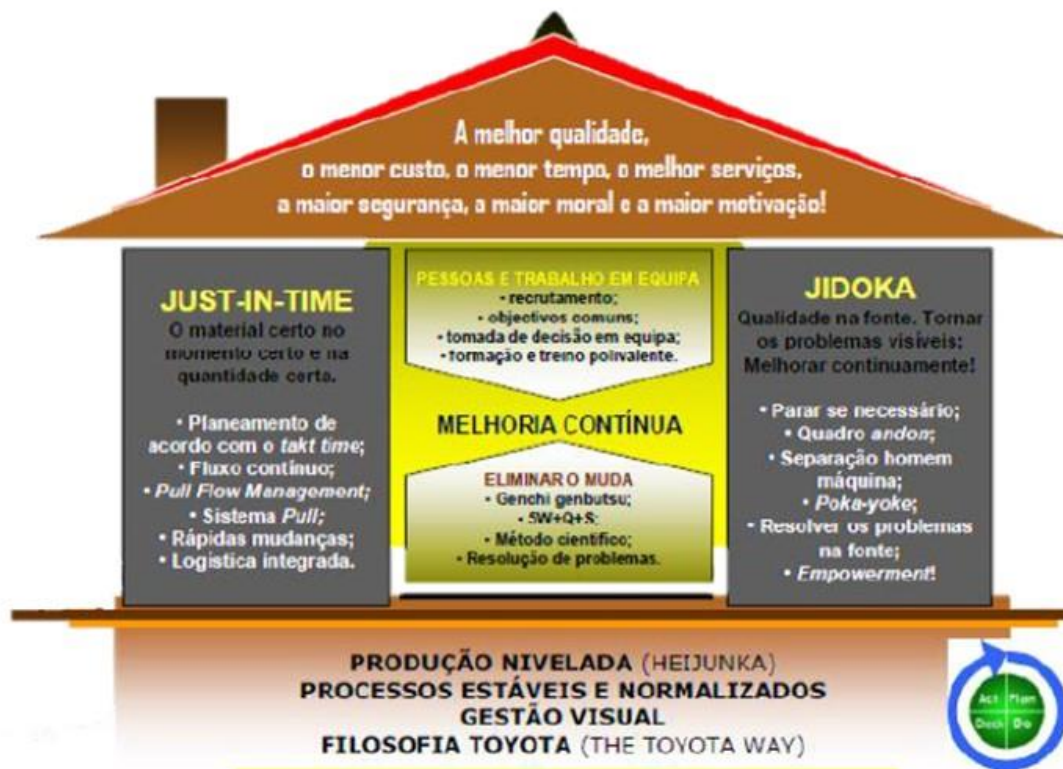 A melhor qualidade,
o menor custo, o menor tempo, o melhor serviços,
a maior segurança, a maior moral e a maior motivação!
JUST-IN-TIME
O material certo no
momento certo e na
quantidade certa.
• Planeamento de
acordo com o takt time;
• Fluxo contínuo;
• Pull Flow Management;
• Sistema Pull;
• Rápidas mudanças;
• Logística integrada.
PESSOAS E TRABALHO EM EQUIPA
• recrutamento;
• objectivos comuns;
• tomada de decisão em equipa;
• formação e treino polivalente.
MELHORIA CONTÍNUA
ELIMINAR O MUDA
• Genchi genbutsu;
• 5W+Q+S;
• Método científico;
• Resolução de problemas.
JIDOKA
Qualidade na fonte. Tornar
os problemas visíveis;
Melhorar continuamente!
• Parar se necessário;
• Quadro andon;
• Separação homem
máquina;
• Poka-yoke;
• Resolver os problemas
na fonte;
• Empowerment!
PRODUÇÃO NIVELADA (HEIJUNKA)
PROCESSOS ESTÁVEIS E NORMALIZADOS
GESTÃO VISUAL
FILOSOFIA TOYOTA (THE TOYOTA WAY)
Act Plan
Check Do